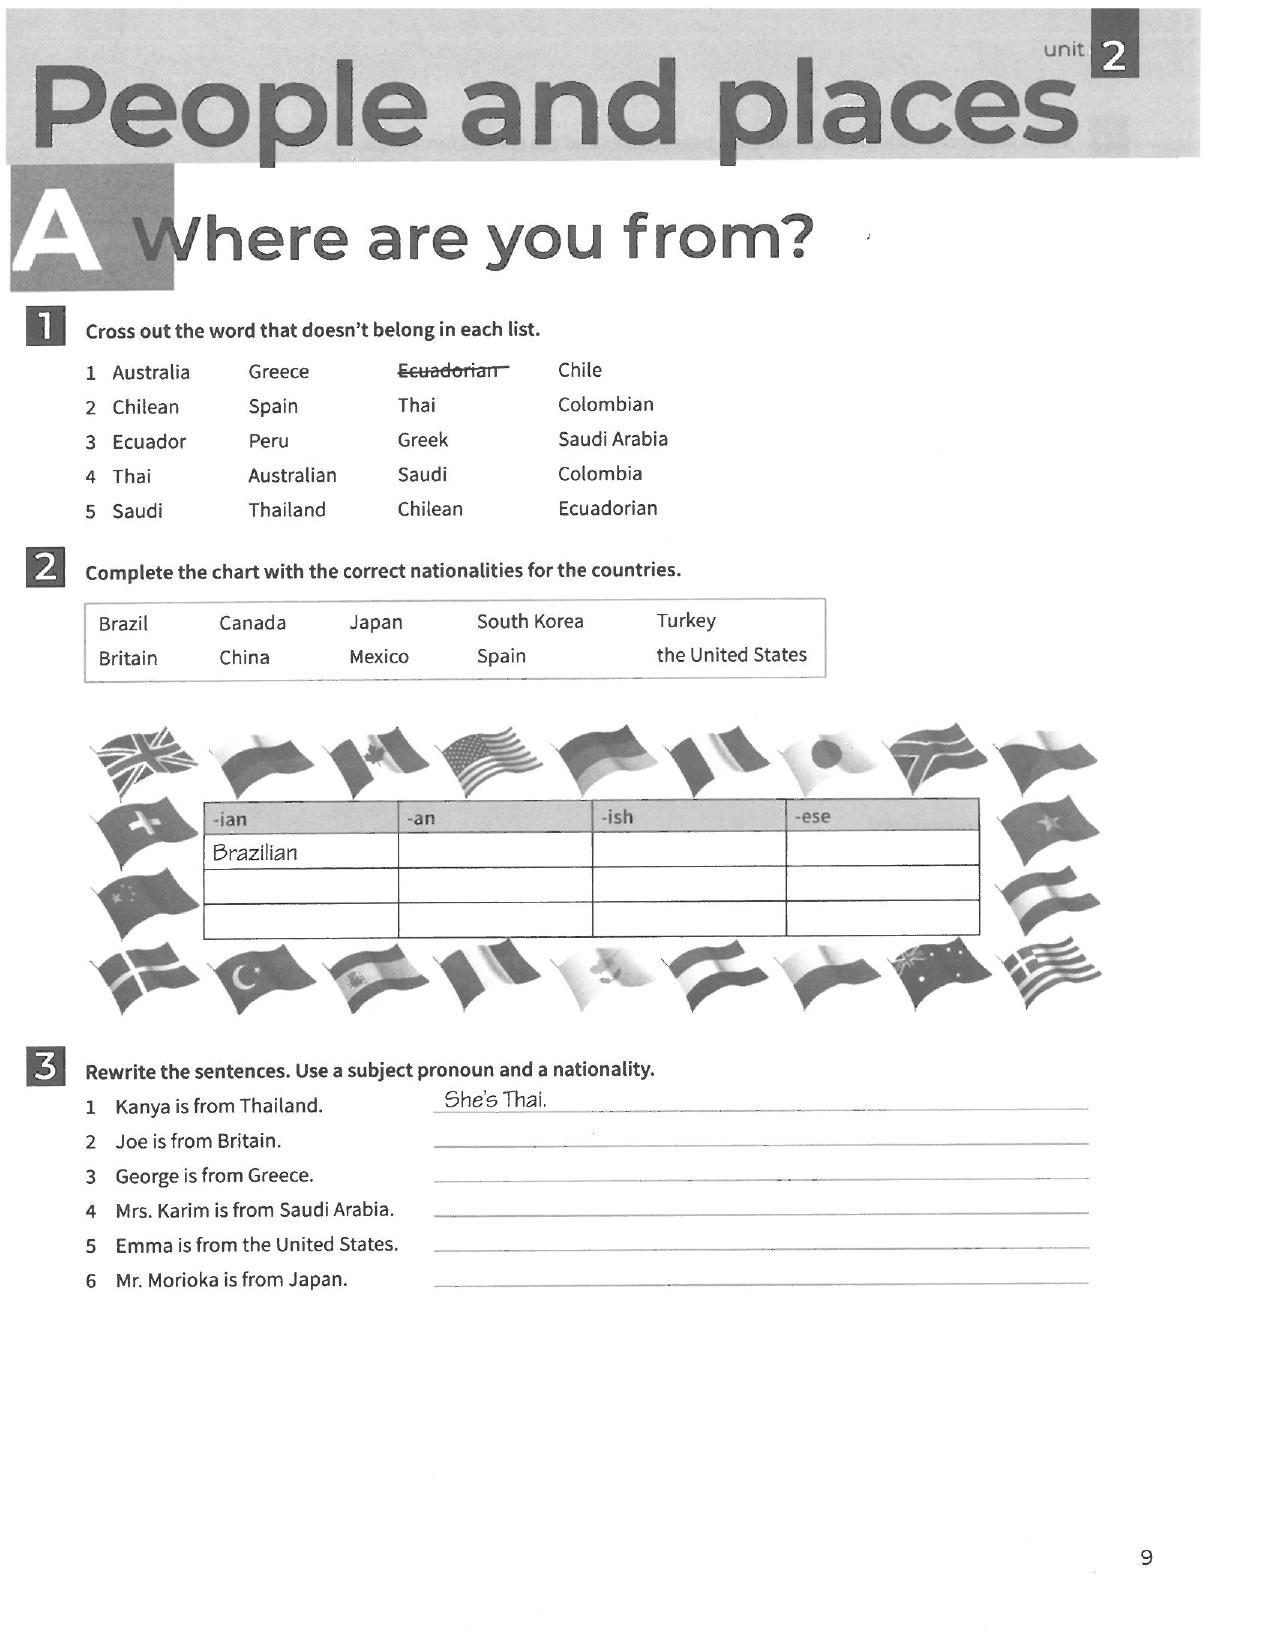 unit 2
People and places
A Where are you from?
1 Cross out the word that doesn't belong in each list.
1 Australia Greece Ecuadorian Chile
2 Chilean Spain Thai Colombian
3 Ecuador Peru Greek Saudi Arabia
4 Thai Australian Saudi Colombia
5 Saudi Thailand Chilean Ecuadorian
2 Complete the chart with the correct nationalities for the countries.
Brazil Canada Japan South Korea Turkey
Britain China Mexico Spain the United States
-ian -an -ish -ese
Brazilian
3 Rewrite the sentences. Use a subject pronoun and a nationality.
1 Kanya is from Thailand. She's Thai.
2 Joe is from Britain.
3 George is from Greece.
4 Mrs. Karim is from Saudi Arabia.
5 Emma is from the United States.
6 Mr. Morioka is from Japan.
9